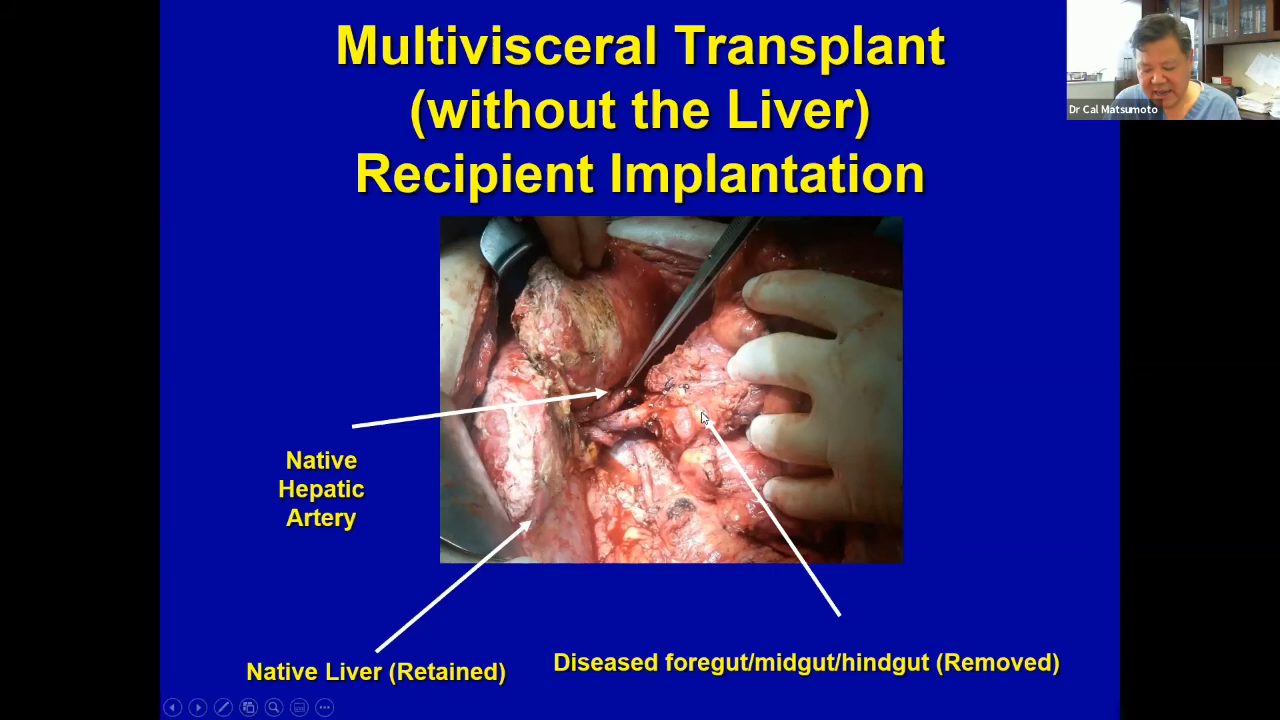 Multivisceral Transplant
(without the Liver)
Recipient Implantation
Dr Cal Matsumoto
Native
Hepatic
Artery
Native Liver (Retained)
Diseased foregut/midgut/hindgut (Removed)